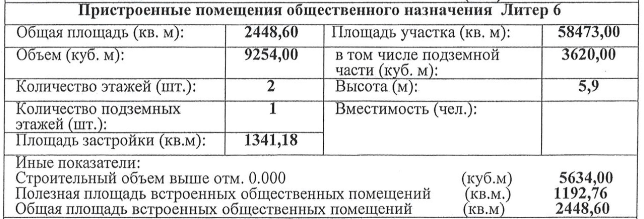 Пристроенные помещения общественного назначения Литер 6
Общая площадь (кв. м): 2448,60 Площадь участка (кв. м): 58473,00
Объем (куб. м): 9254,00 в том числе подземной части (куб. м): 3620,00
Количество этажей (шт.): 2 Высота (м): 5,9
Количество подземных этажей (шт.): 1 Вместимость (чел.):
Площадь застройки (кв.м): 1341,18
Иные показатели:
Строительный объем выше отм. 0.000 (куб.м) 5634,00
Полезная площадь встроенных общественных помещений (кв.м.) 1192,76
Общая площадь встроенных общественных помещений (кв.м) 2448,60